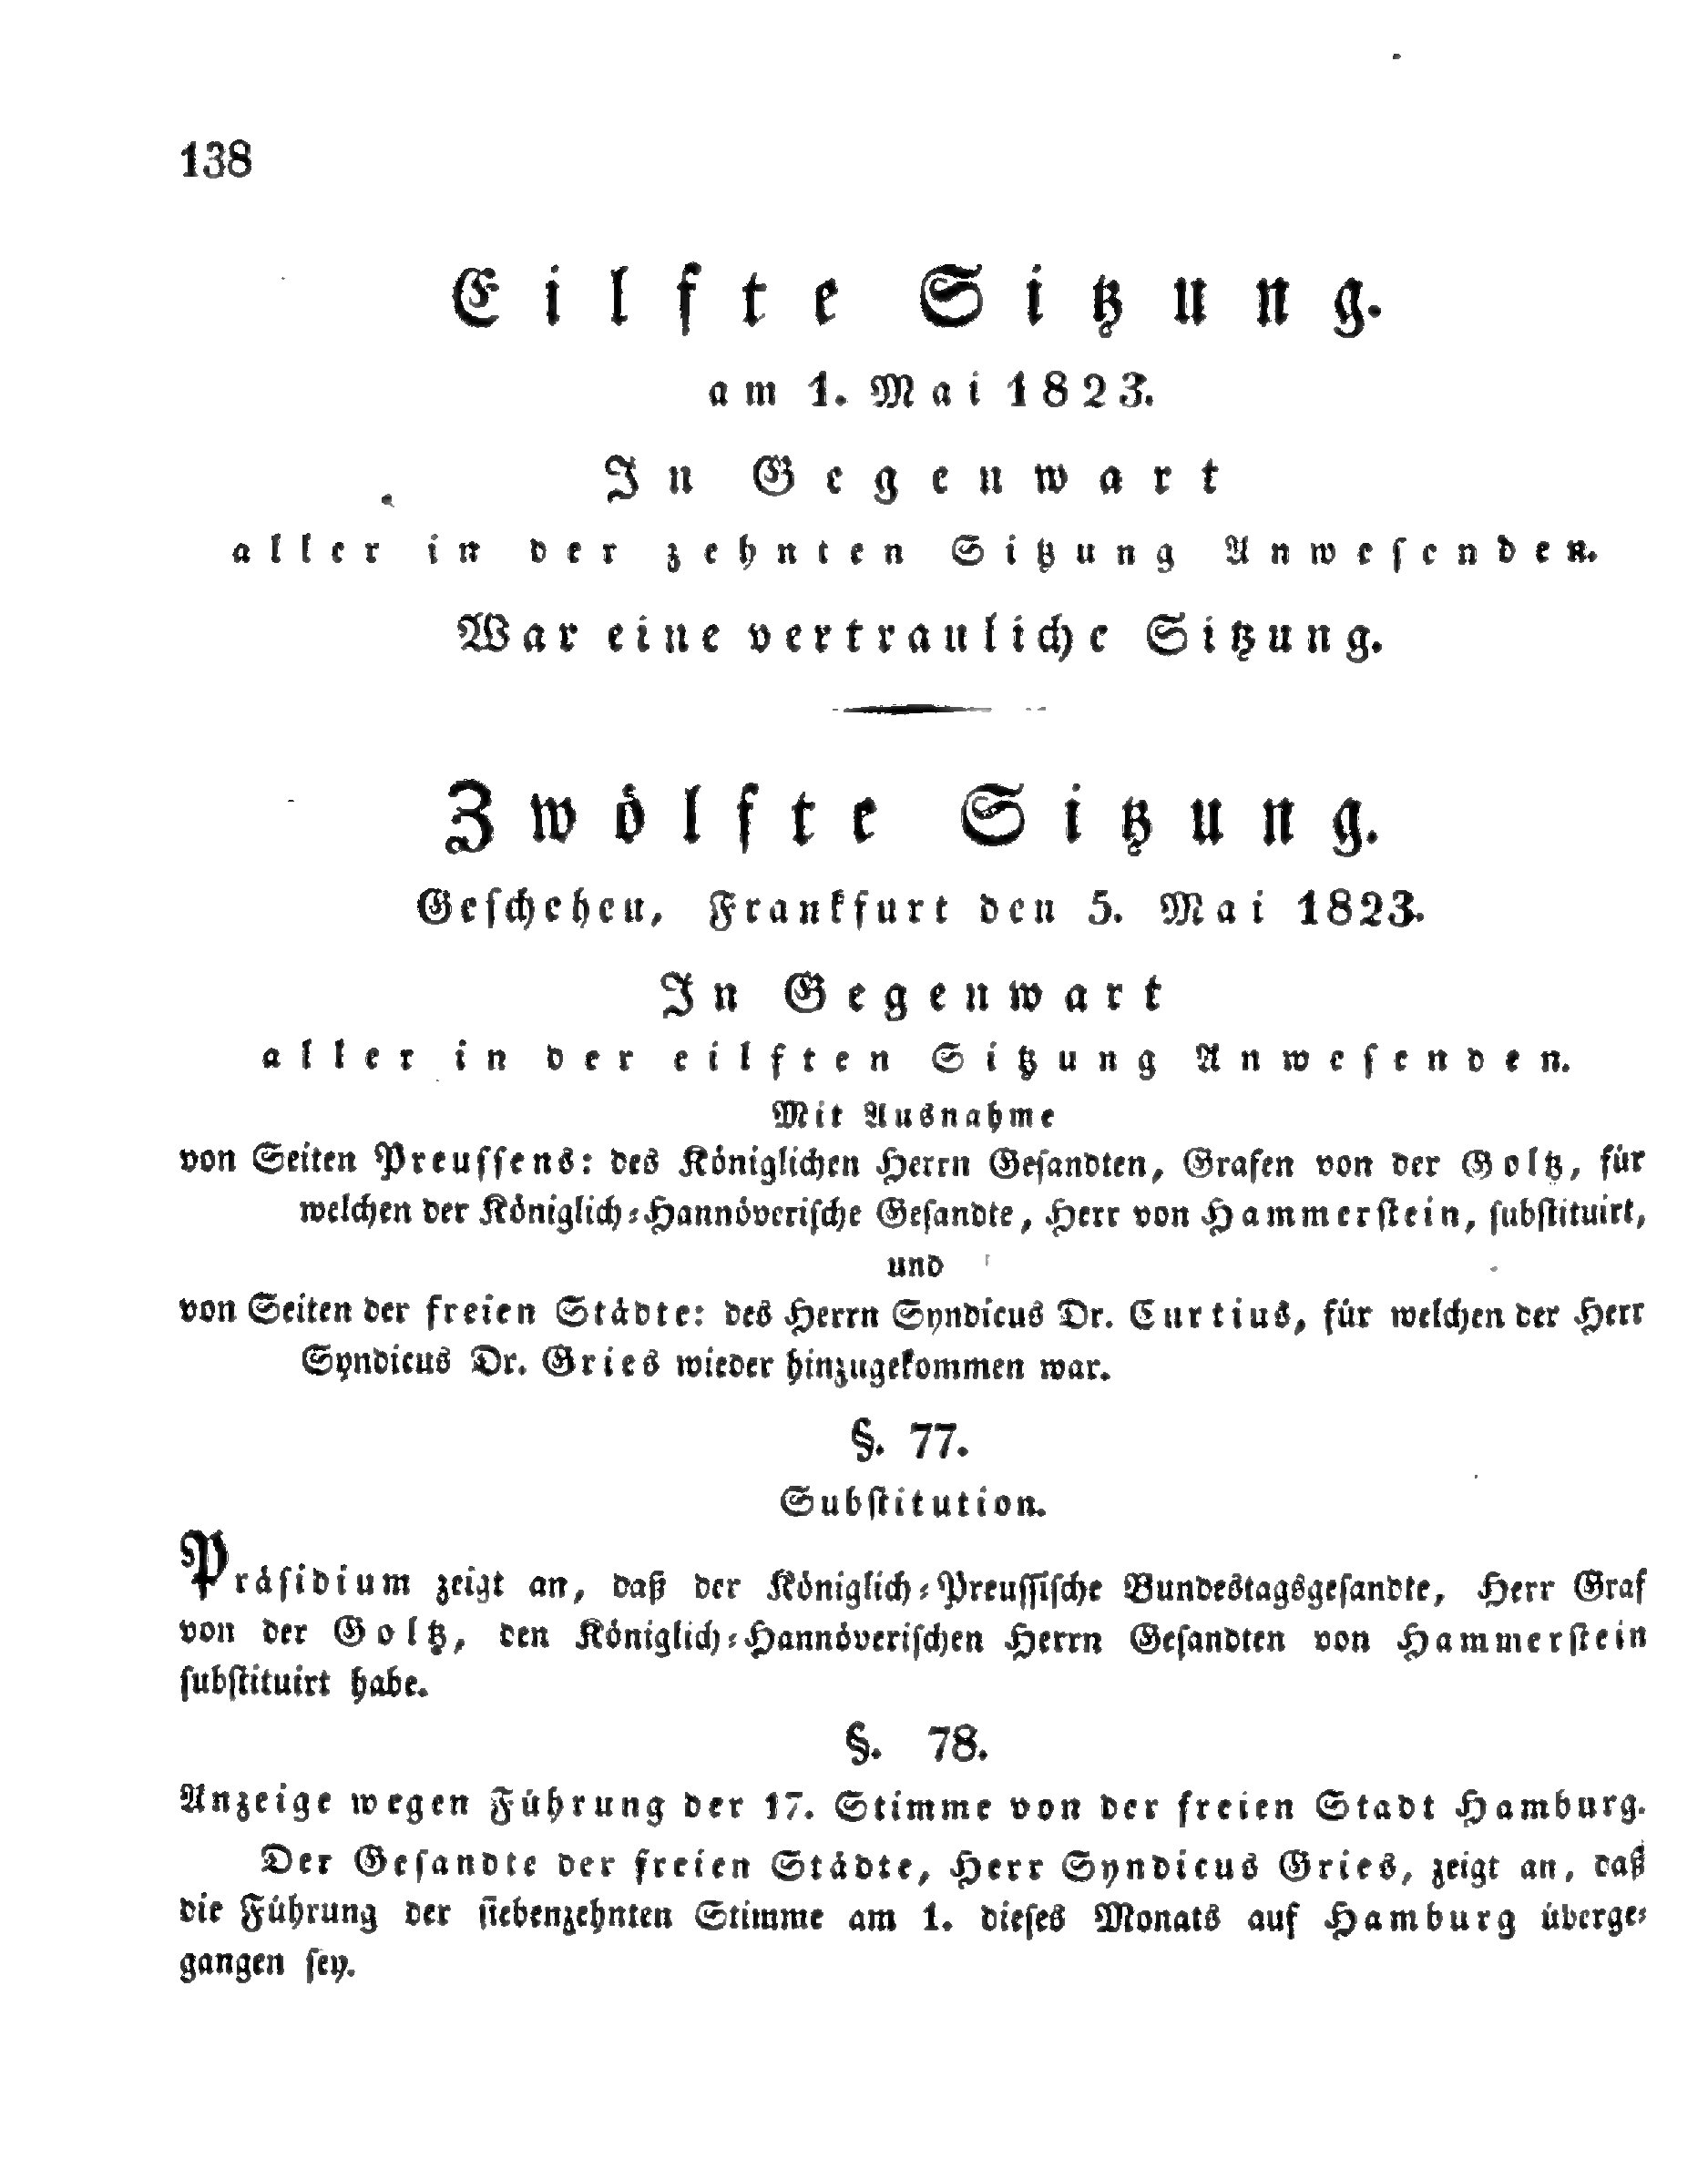 138
Eilfte Sitzung.
am 1. Mai 1823.
In Gegenwart
aller in der zehnten Sitzung Anwesenden.
War eine vertrauliche Sitzung.
Zwölfte Sitzung.
Geschehen, Frankfurt den 5. Mai 1823.
In Gegenwart
aller in der eilften Sitzung Anwesenden.
Mit Ausnahme
von Seiten Preussens: des Königlichen Herrn Gesandten, Grafen von der Goltz, für
welchen der Königlich-Hannöverische Gesandte, Herr von Hammerstein, substituirt,
und
von Seiten der freien Städte: des Herrn Syndicus Dr. Curtius, für welchen der Herr
Syndicus Dr. Gries wieder hinzugekommen war.
§. 77.
Substitution.
Präsidium zeigt an, daß der Königlich-Preussische Bundestagsgesandte, Herr Graf
von der Goltz, den Königlich-Hannöverischen Herrn Gesandten von Hammerstein
substituirt habe.
§. 78.
Anzeige wegen Führung der 17. Stimme von der freien Stadt Hamburg.
Der Gesandte der freien Städte, Herr Syndicus Gries, zeigt an, daß
die Führung der siebenzehnten Stimme am 1. dieses Monats auf Hamburg überge-
gangen sey.